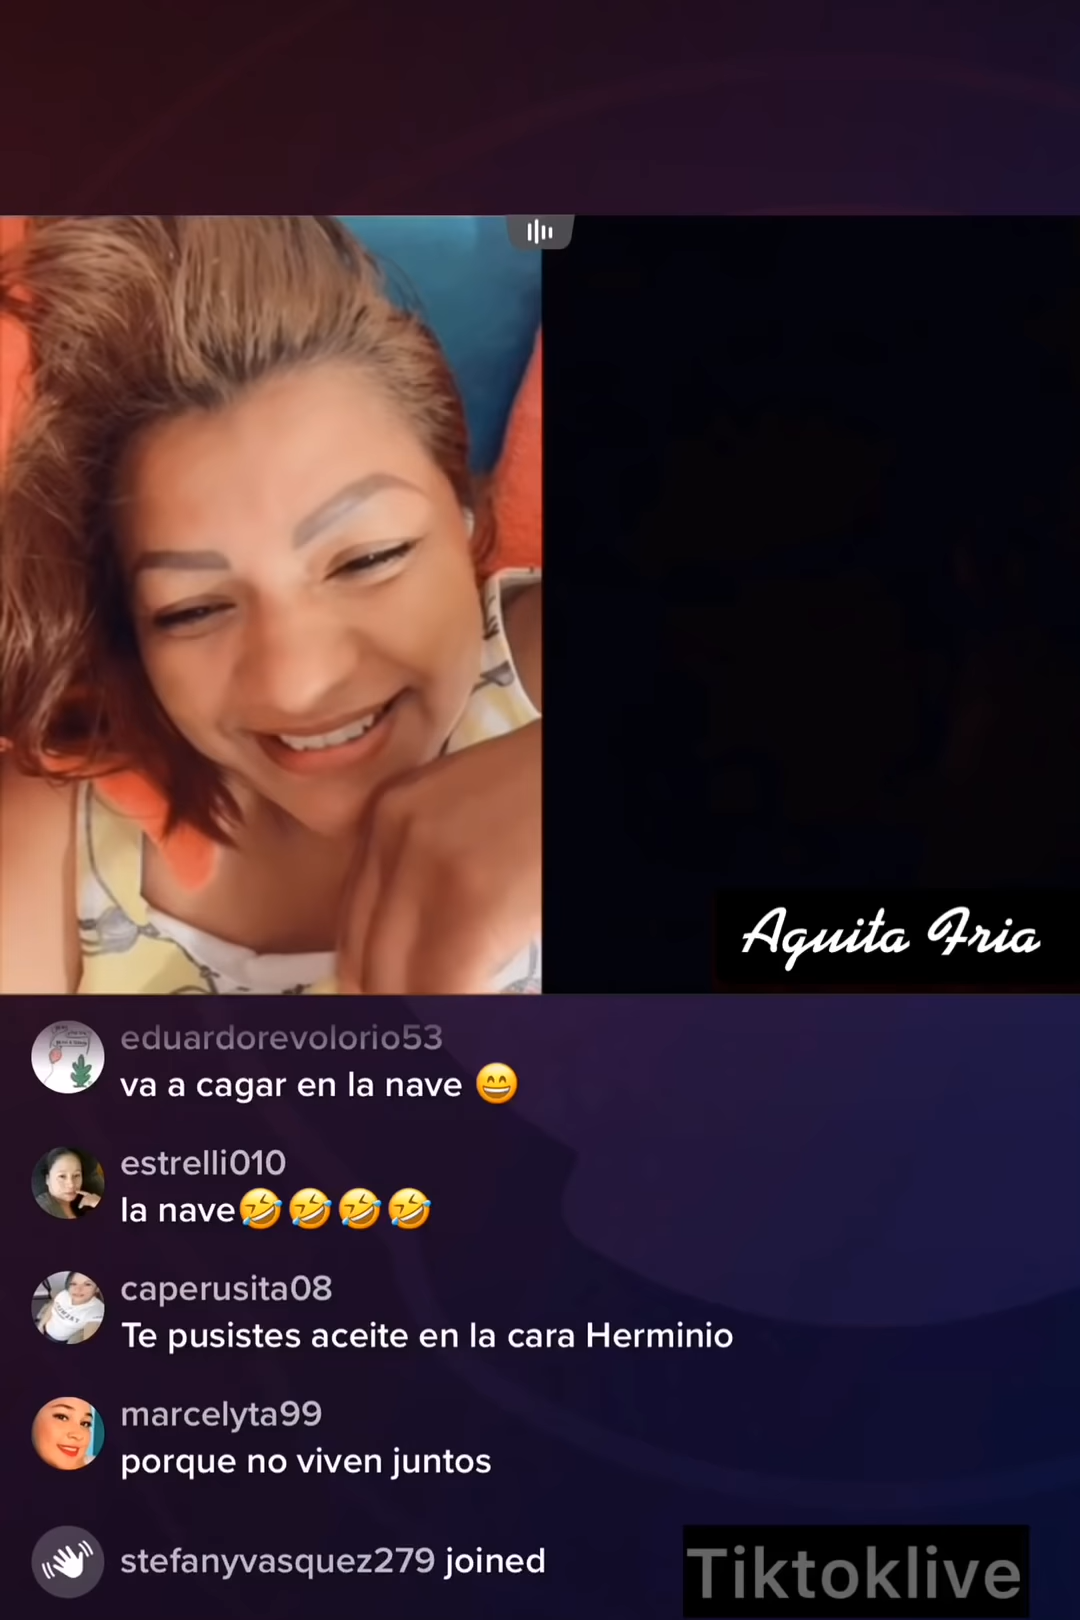 Aguita Fria
eduardorevolorio53
va a cagar en la nave 😄
estrelli010
la nave🤣🤣🤣🤣
caperusita08
Te pusistes aceite en la cara Herminio
marcelyta99
porque no viven juntos
stefanyvasquez279 joined
Tiktoklive